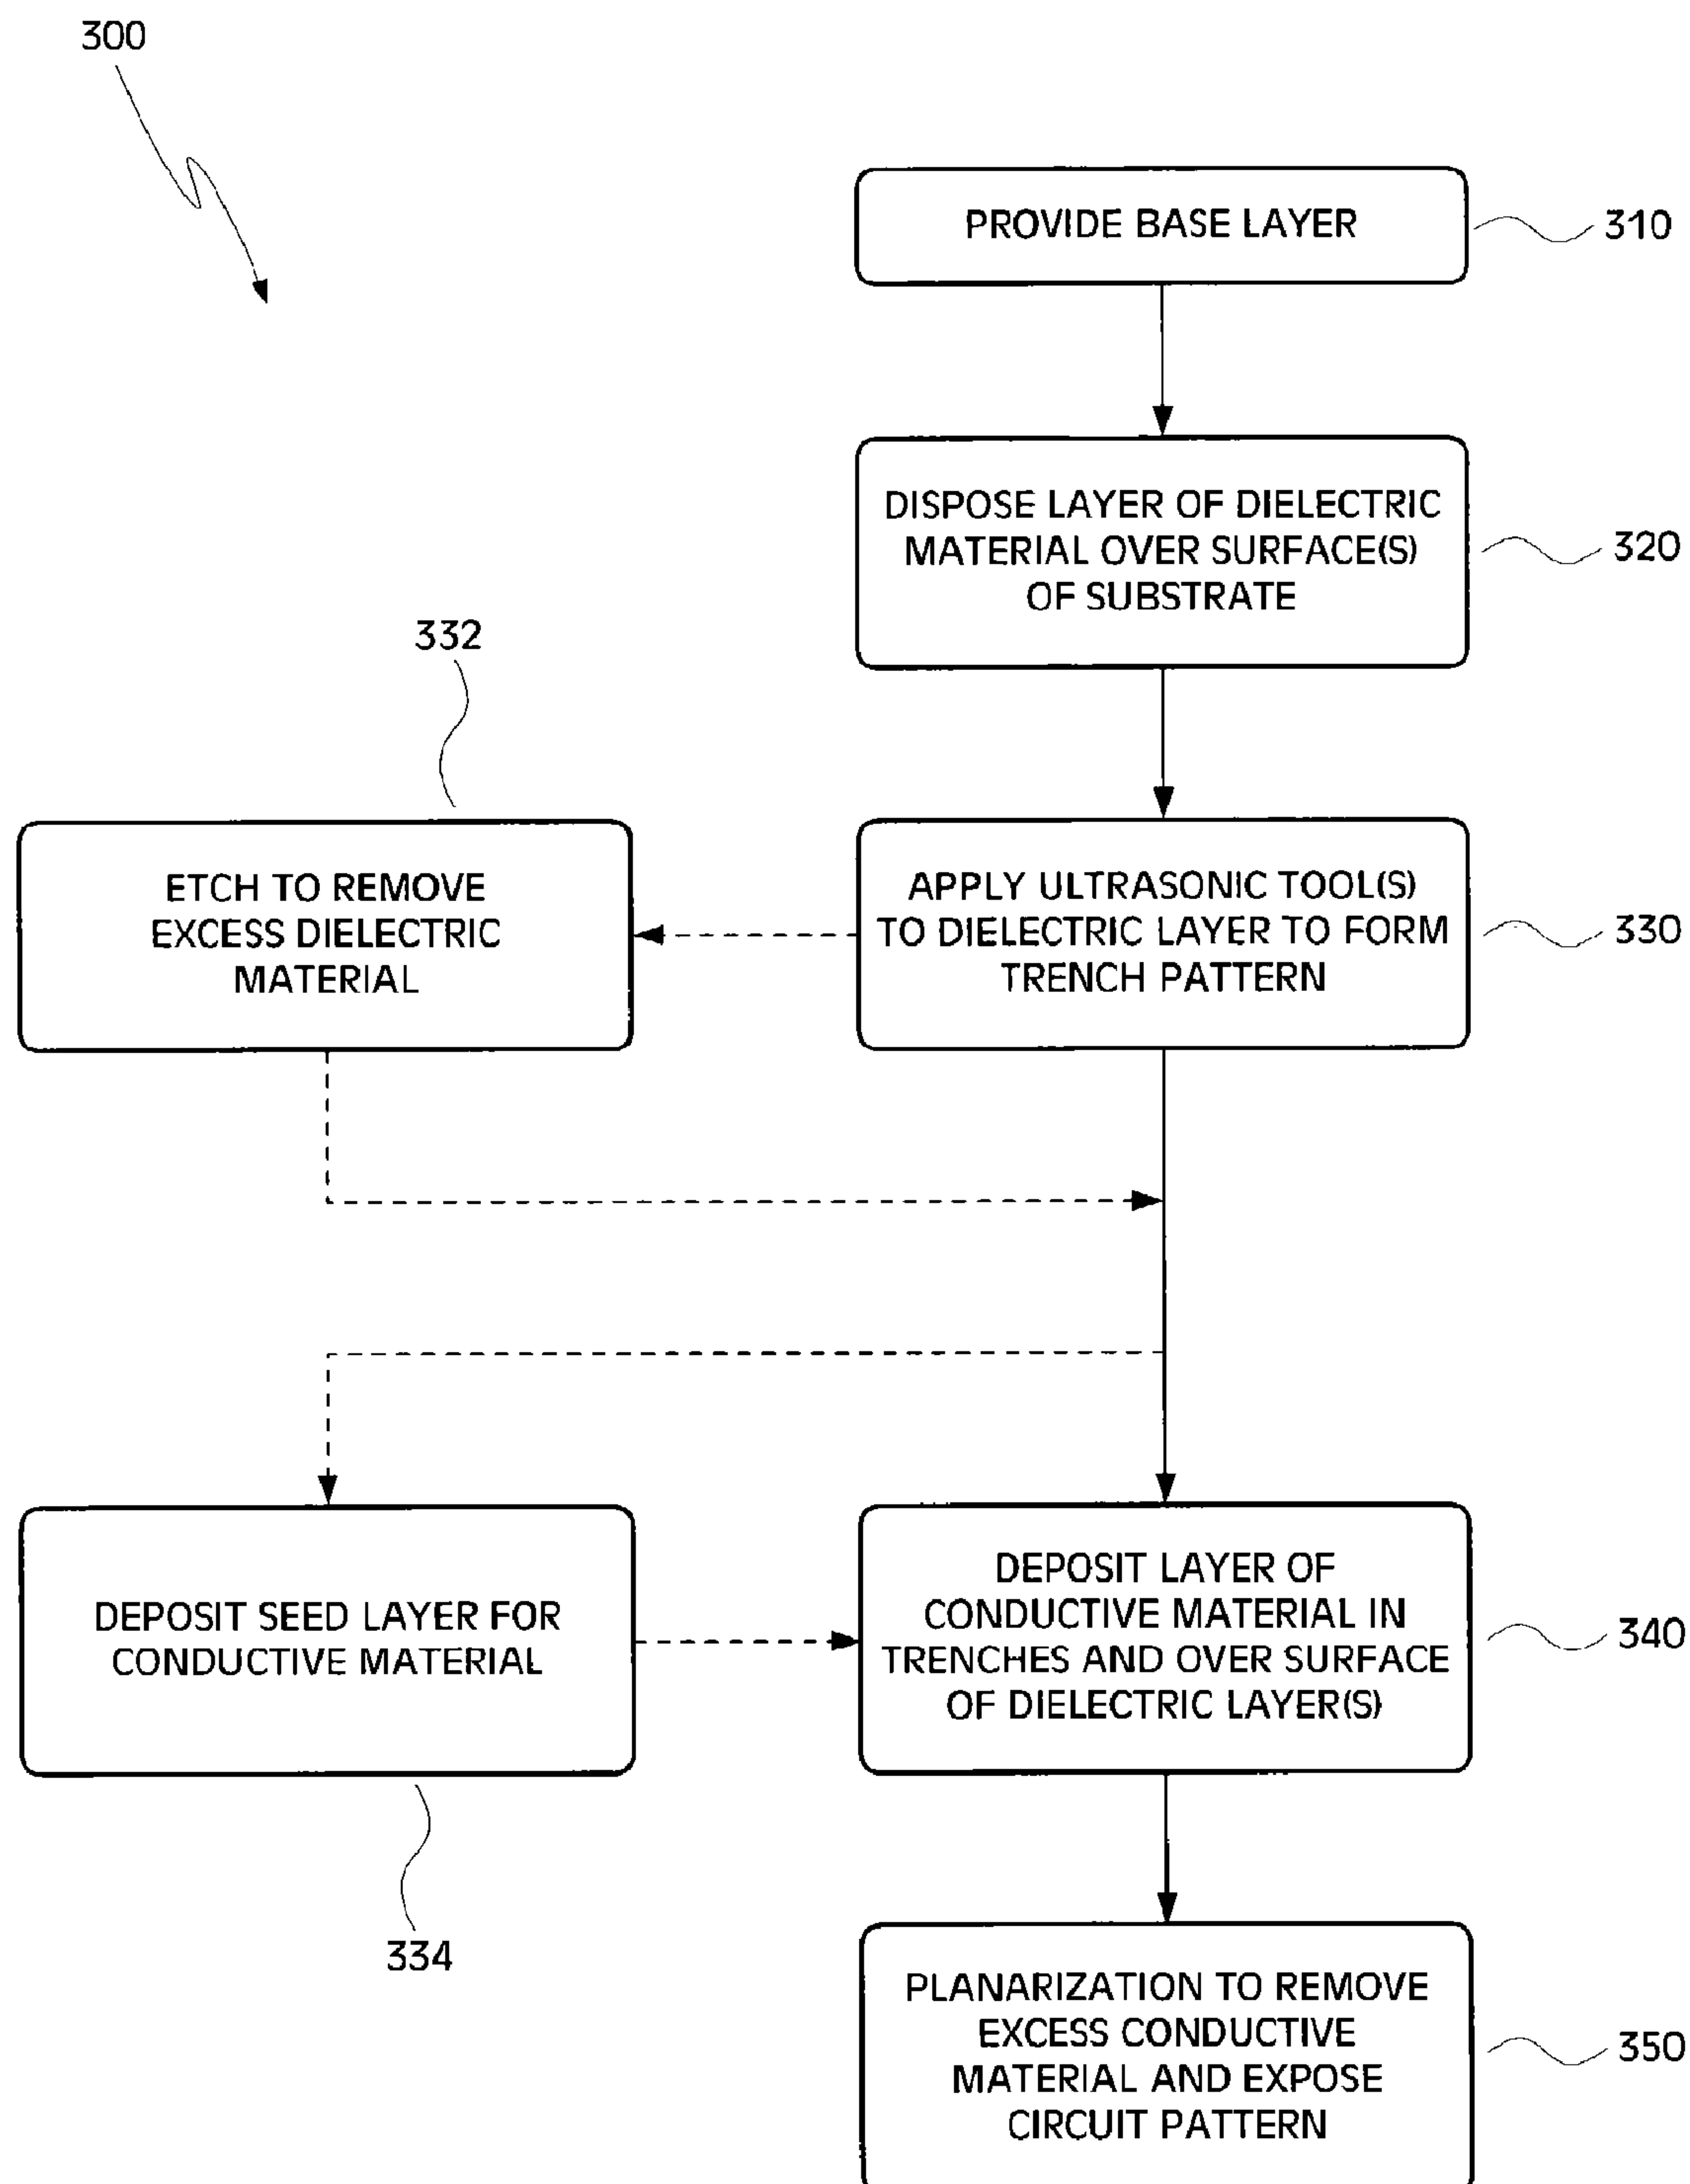 300
PROVIDE BASE LAYER
310
DISPOSE LAYER OF DIELECTRIC
MATERIAL OVER SURFACE(S)
OF SUBSTRATE
320
332
ETCH TO REMOVE
EXCESS DIELECTRIC
MATERIAL
APPLY ULTRASONIC TOOL(S)
TO DIELECTRIC LAYER TO FORM
TRENCH PATTERN
330
DEPOSIT SEED LAYER FOR
CONDUCTIVE MATERIAL
334
DEPOSIT LAYER OF
CONDUCTIVE MATERIAL IN
TRENCHES AND OVER SURFACE
OF DIELECTRIC LAYER(S)
340
PLANARIZATION TO REMOVE
EXCESS CONDUCTIVE
MATERIAL AND EXPOSE
CIRCUIT PATTERN
350